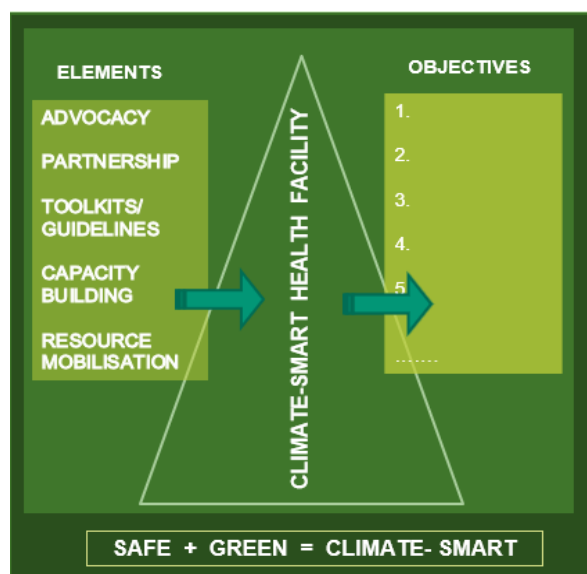 ELEMENTS
ADVOCACY
PARTNERSHIP
TOOLKITS/
GUIDELINES
CAPACITY
BUILDING
RESOURCE
MOBILISATION
CLIMATE-SMART HEALTH FACILITY
OBJECTIVES
1.
2.
3.
4.
5
.......
SAFE + GREEN = CLIMATE- SMART